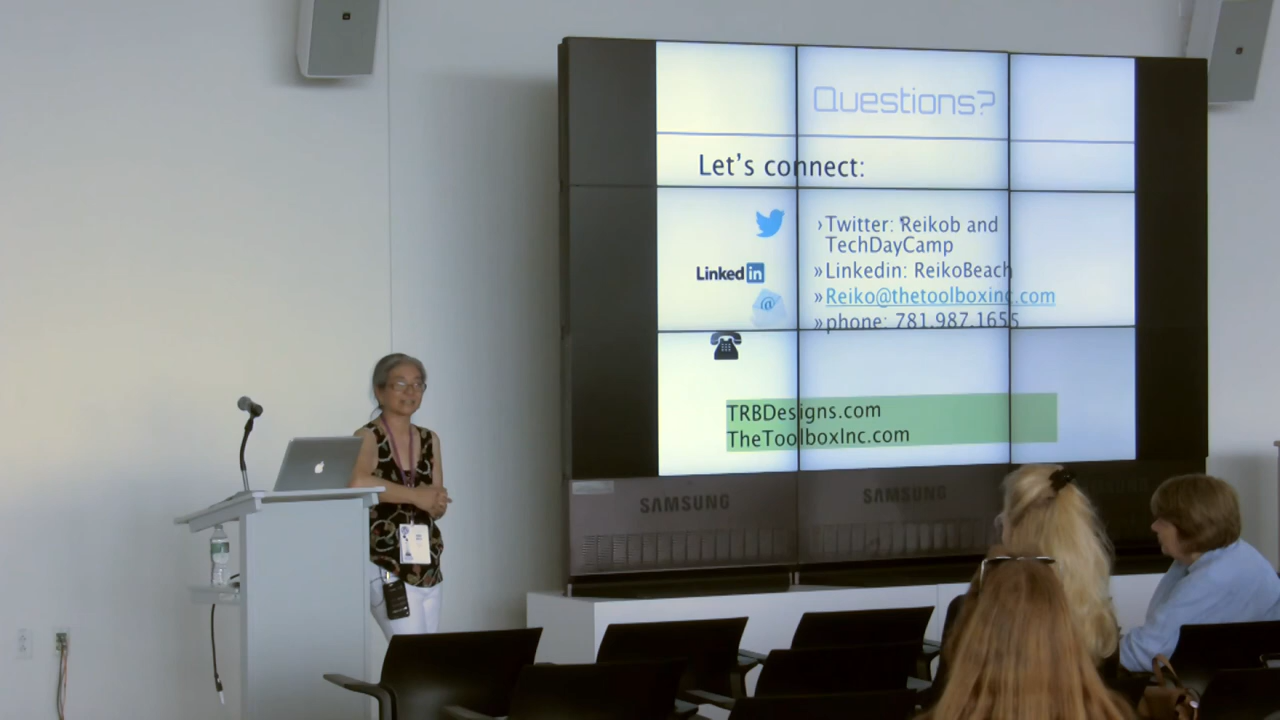 Questions?
Let's connect:
›Twitter: Reikob and
TechDayCamp
Linked in
»Linkedin: ReikoBeach
@
»Reiko@thetoolboxinc.com
»phone: 781.987.1655
TRBDesigns.com
TheToolboxInc.com
SAMSUNG
SAMSUNG